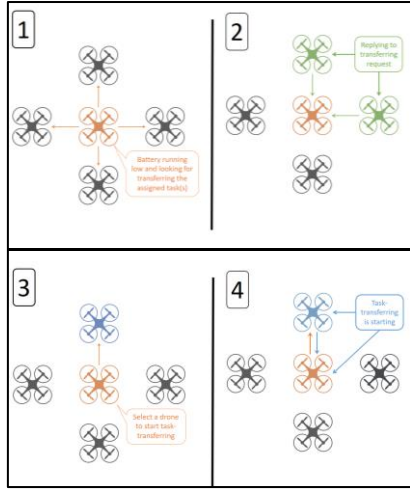 1
2
Replying to
transferring
request
Battery running
low and looking for
transferring the
assigned task(s)
3
4
Task-
transferring
is starting
Select a drone
to start task-
transferring